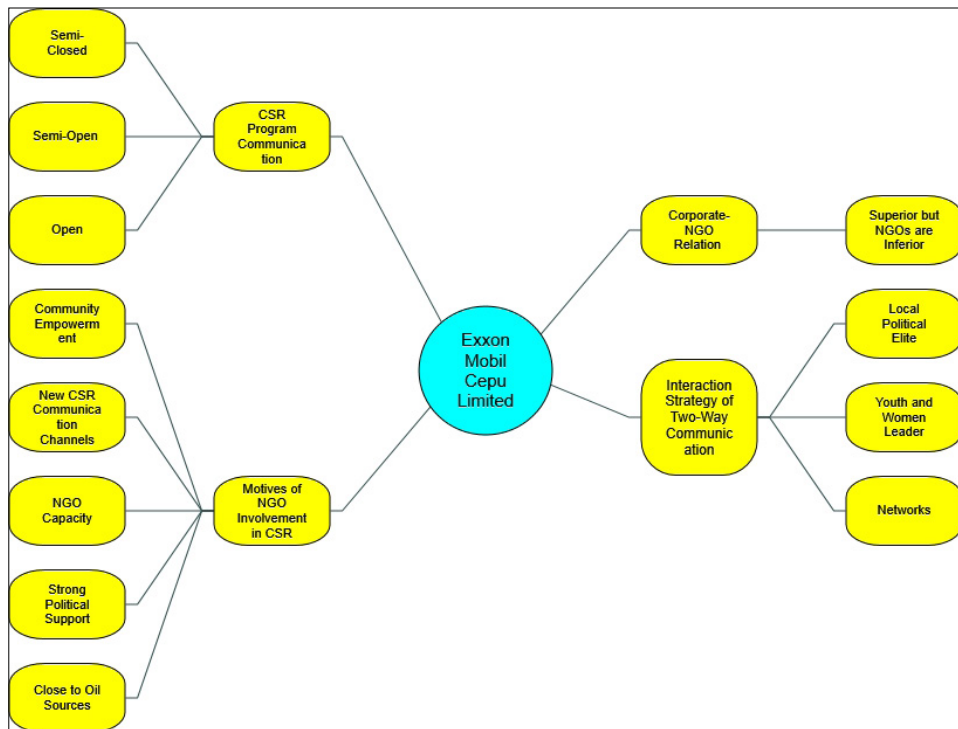 Semi-
Closed
Semi-Open
Open
CSR
Program
Communica
tion
Community
Empowerm
ent
New CSR
Communica
tion
Channels
NGO
Capacity
Strong
Political
Support
Close to Oil
Sources
Motives of
NGO
Involvement
in CSR
Exxon
Mobil
Cepu
Limited
Corporate-
NGO
Relation
Superior but
NGOs are
Inferior
Interaction
Strategy of
Two-Way
Communic
ation
Local
Political
Elite
Youth and
Women
Leader
Networks